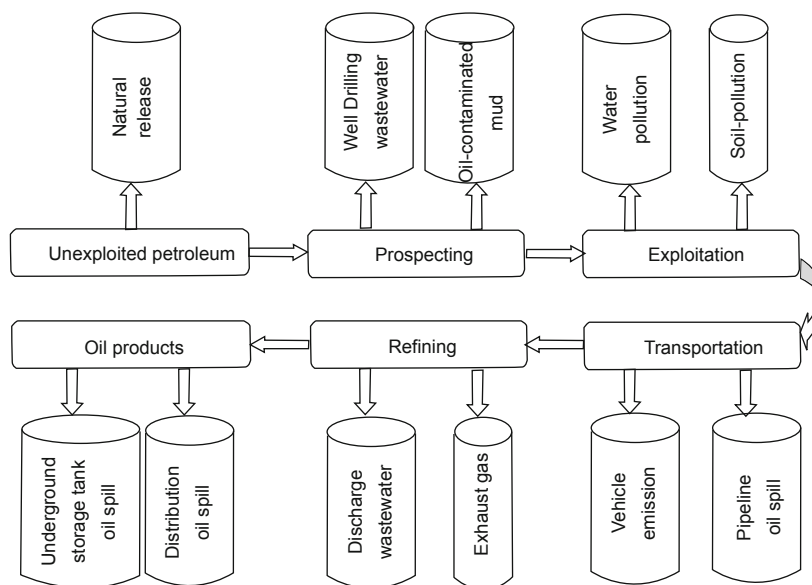 Natural
release
Well Drilling
wastewater
Oil-contaminated
mud
Water
pollution
Soil-pollution
Unexploited petroleum
Prospecting
Exploitation
Oil products
Refining
Transportation
Underground
storage tank
oil spill
Distribution
oil spill
Discharge
wastewater
Exhaust gas
Vehicle
emission
Pipeline
oil spill